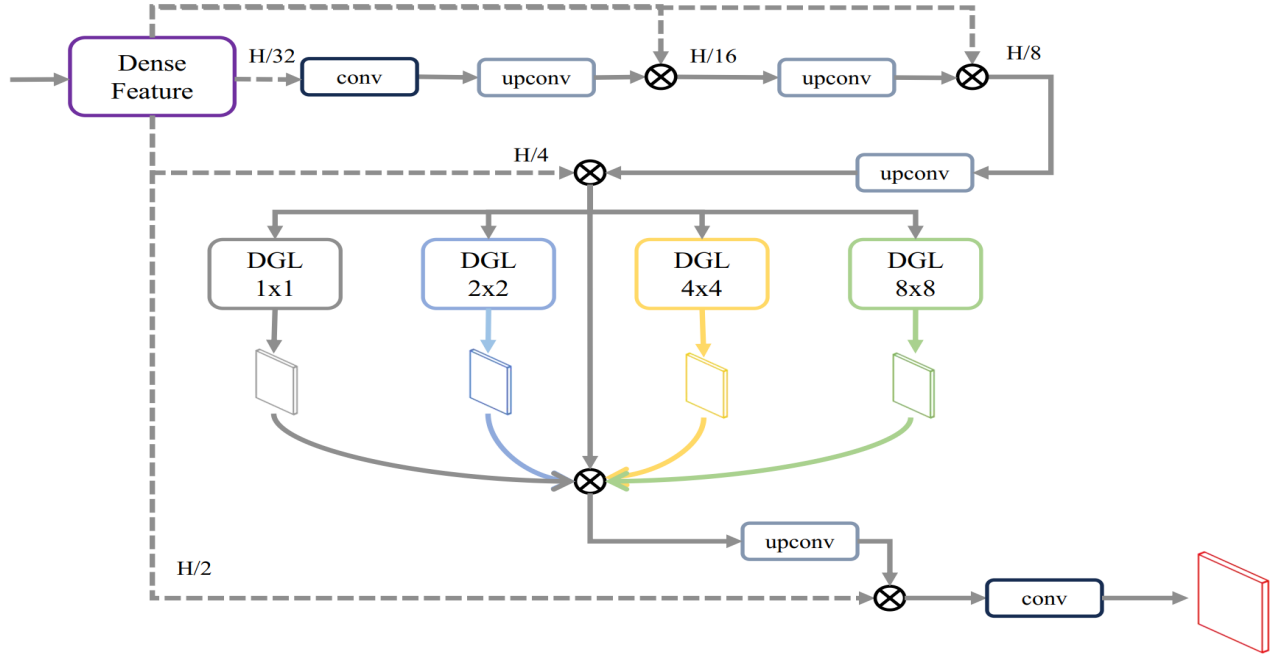 Dense
Feature
H/32
conv
upconv
H/16
upconv
H/8
H/4
upconv
DGL
1x1
DGL
2x2
DGL
4x4
DGL
8x8
upconv
H/2
conv